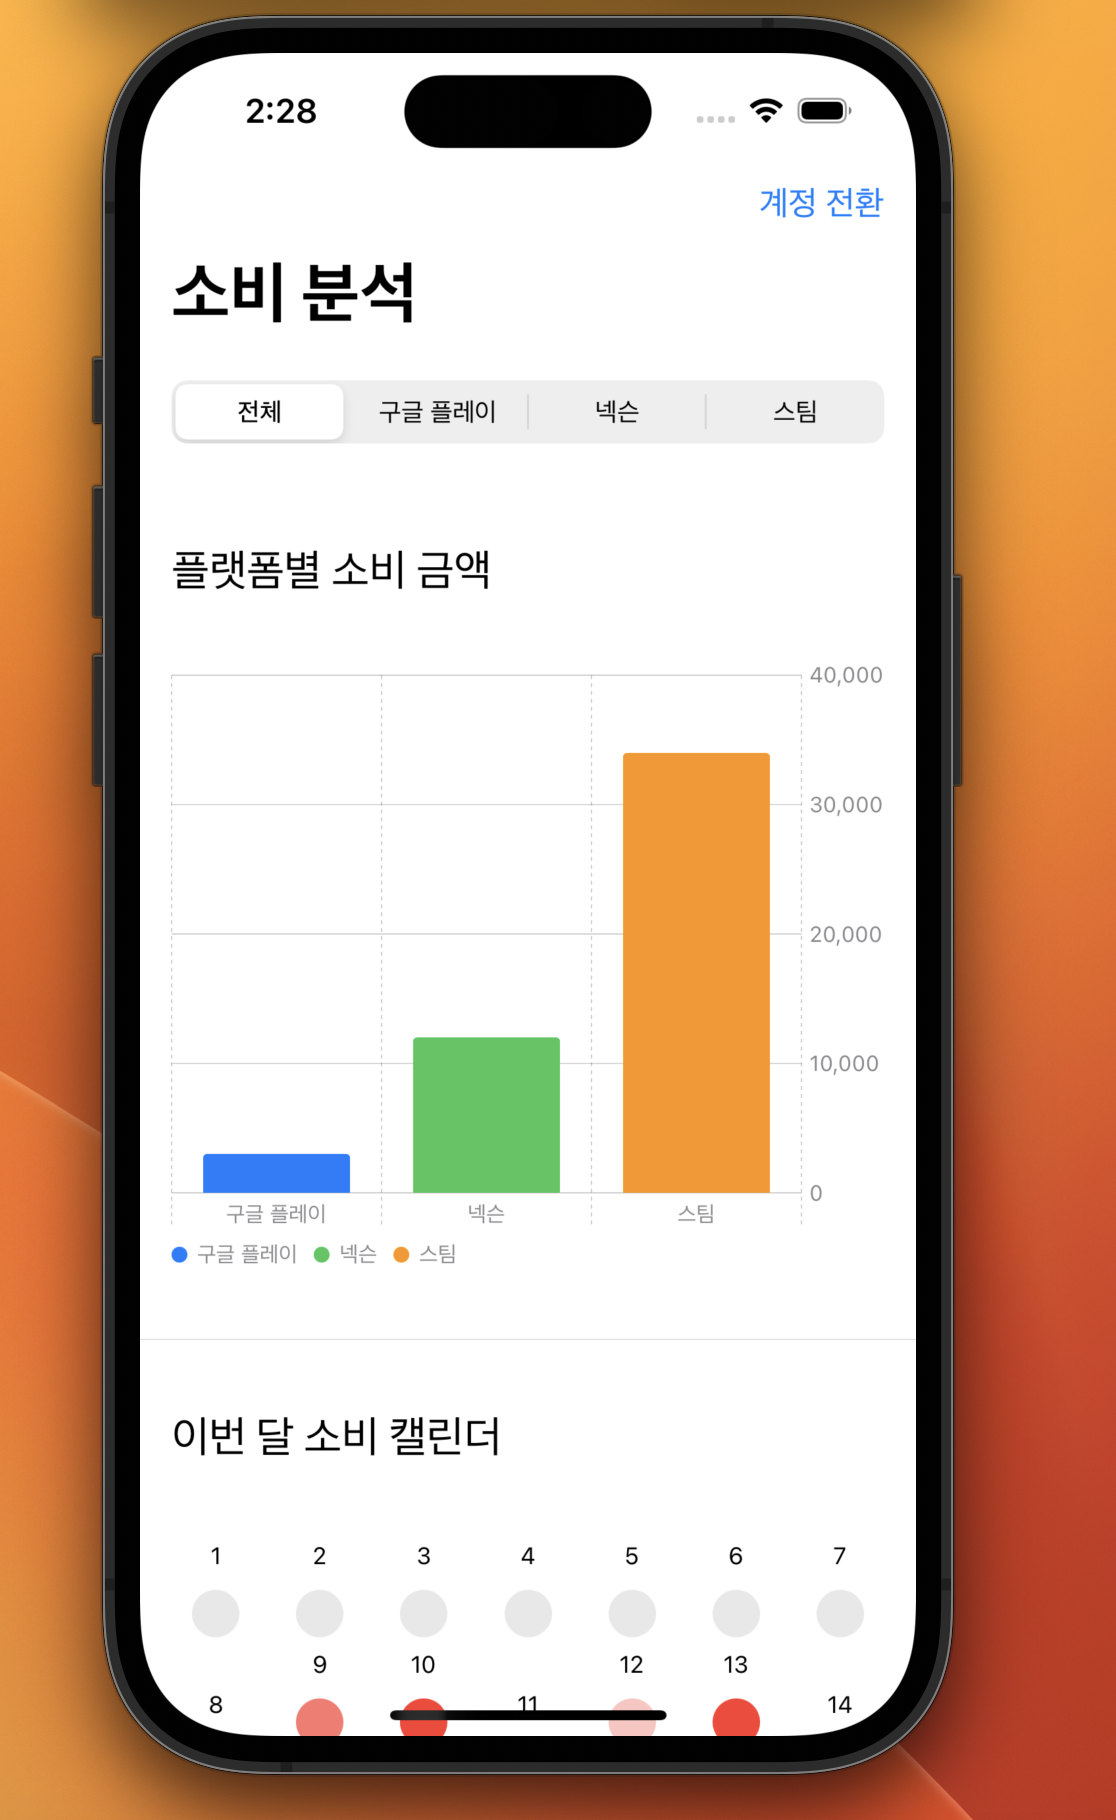 2:28
계정 전환
소비 분석
전체 구글 플레이 넥슨 스팀
플랫폼별 소비 금액
40,000
30,000
20,000
10,000
0
구글 플레이 넥슨 스팀
구글 플레이 넥슨 스팀
이번 달 소비 캘린더
1 2 3 4 5 6 7
9 10 12 13
8 11 14